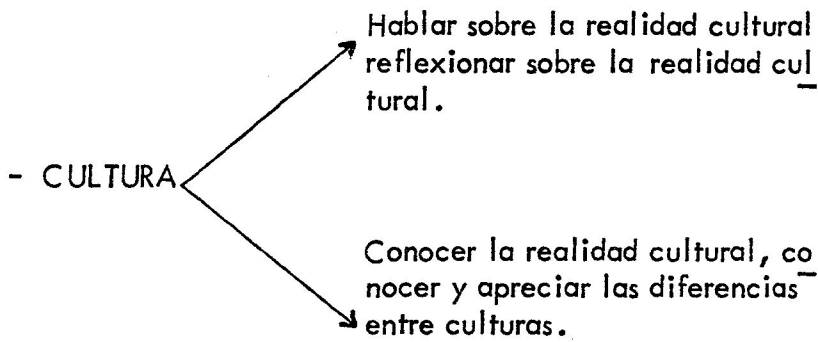 Hablar sobre la realidad cultural
reflexionar sobre la realidad cul
tural.
- CULTURA
Conocer la realidad cultural, co
nocer y apreciar las diferencias
entre culturas.